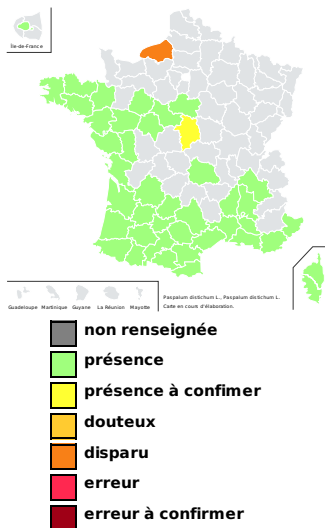 Île-de-France
Guadeloupe Martinique Guyane La Réunion Mayotte
Paspalum distichum L., Paspalum distichum L.
Carte en cours d'élaboration.
non renseignée
présence
présence à confimer
douteux
disparu
erreur
erreur à confirmer